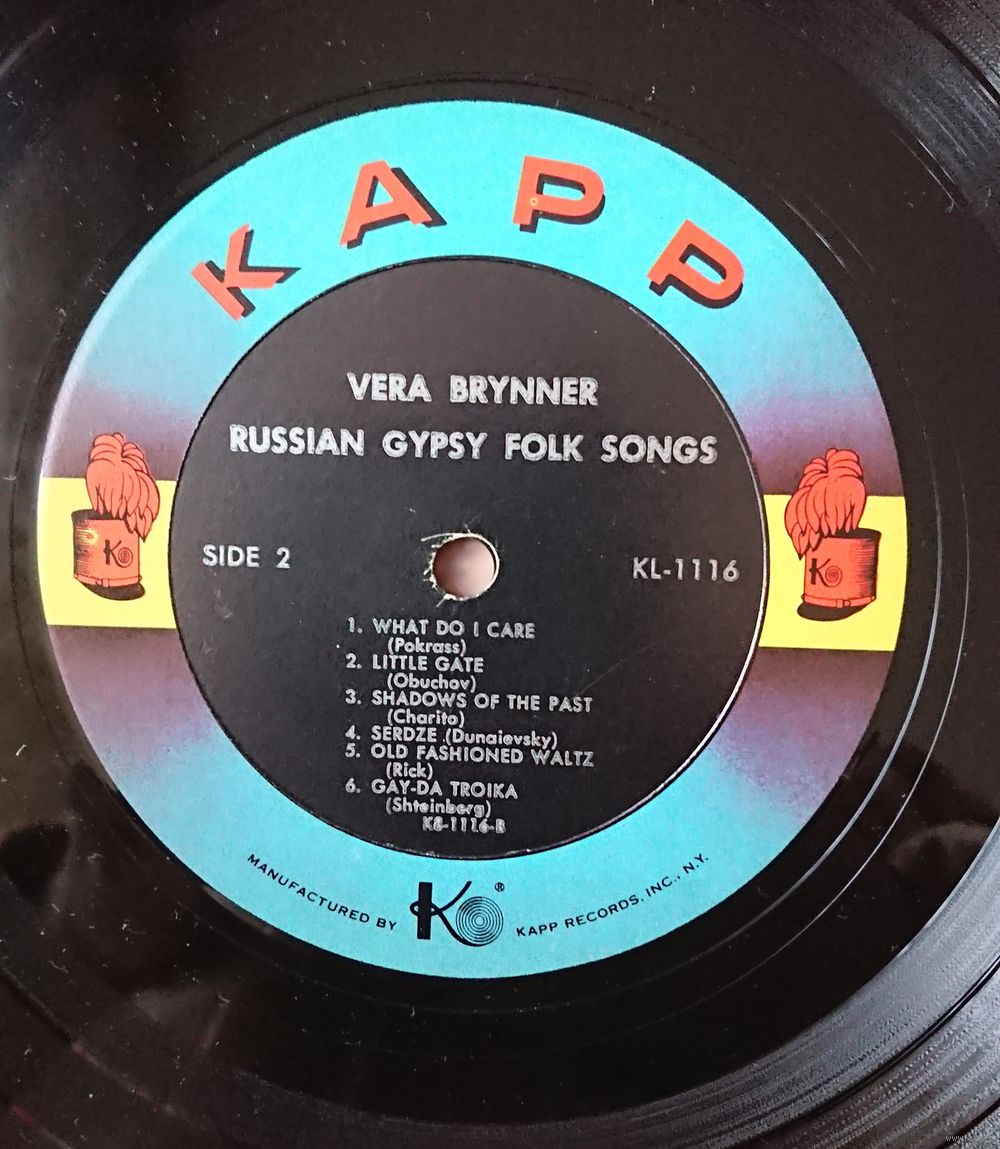 KAPP
VERA BRYNNER
RUSSIAN GYPSY FOLK SONGS
SIDE 2
KL-1116
1. WHAT DO I CARE
(Pokrass)
2. LITTLE GATE
(Obuchov)
3. SHADOWS OF THE PAST
(Charito)
4. SERDZE (Dunaievsky)
5. OLD FASHIONED WALTZ
(Rick)
6. GAY-DA TROIKA
(Shteinberg)
K8-1116-B
K
K
MANUFACTURED BY K ® KAPP RECORDS, INC., N.Y.